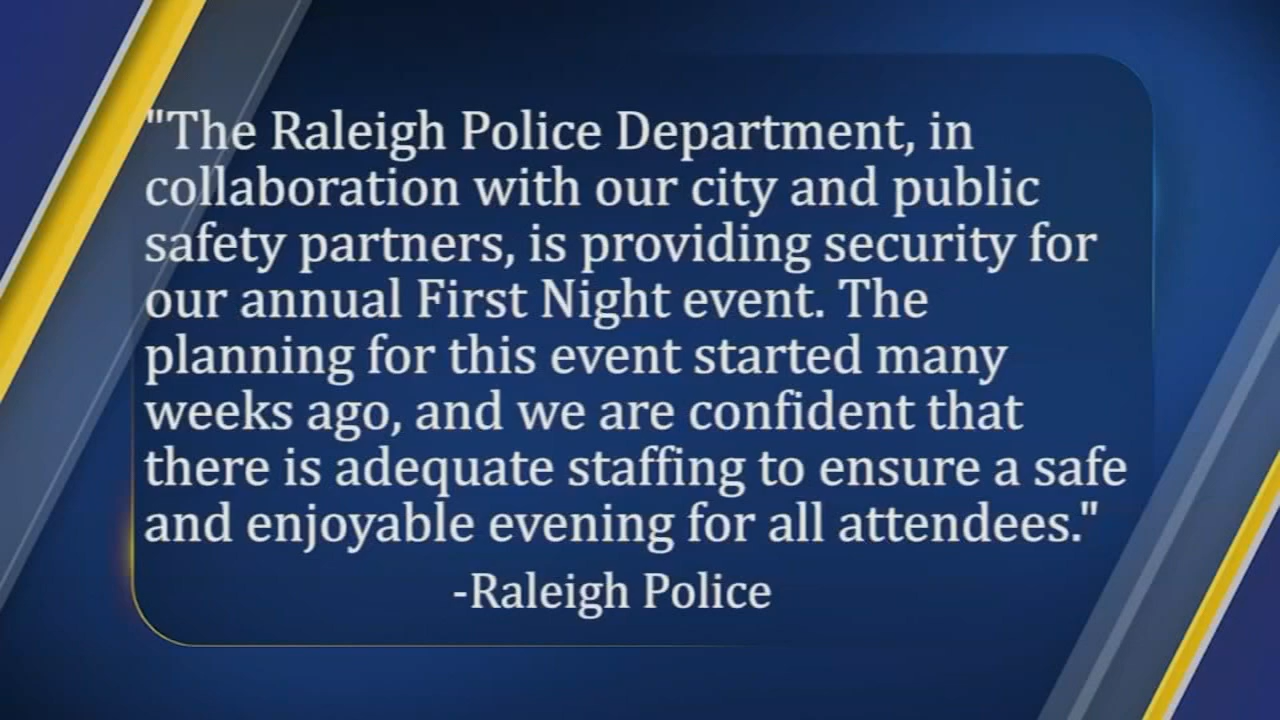 "The Raleigh Police Department, in
collaboration with our city and public
safety partners, is providing security for
our annual First Night event. The
planning for this event started many
weeks ago, and we are confident that
there is adequate staffing to ensure a safe
and enjoyable evening for all attendees."
-Raleigh Police